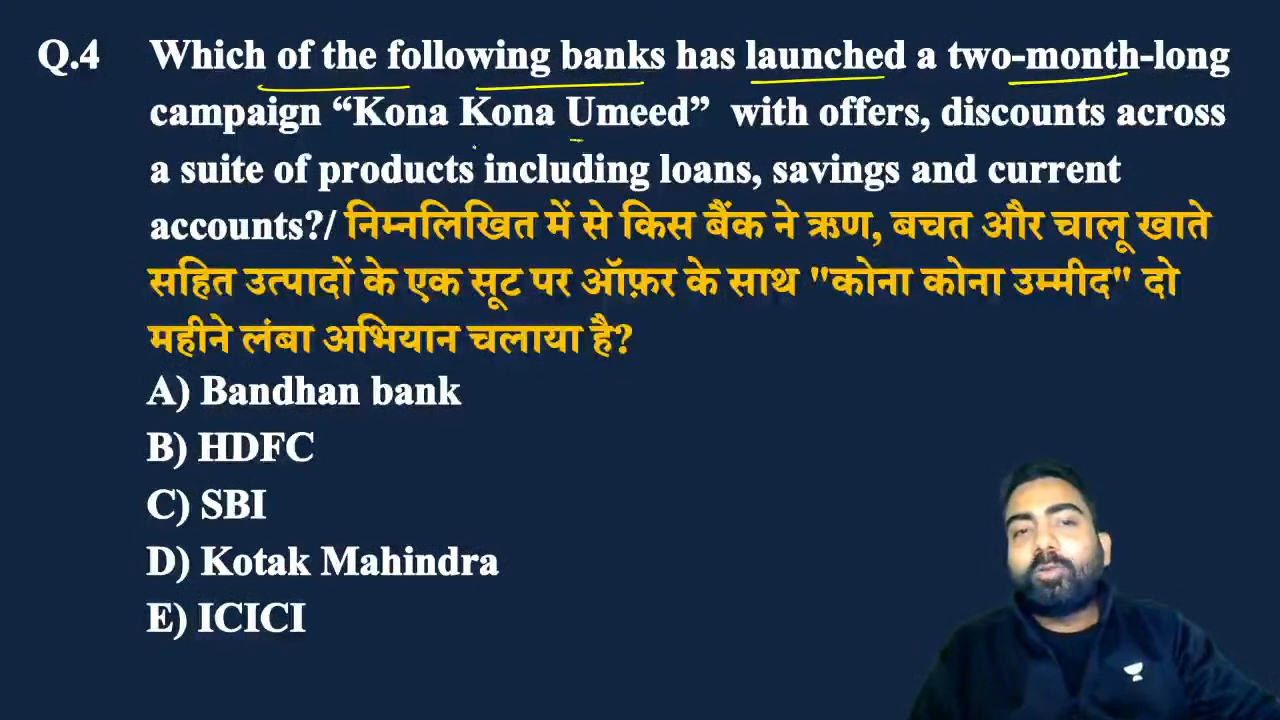 Q.4 Which of the following banks has launched a two-month-long
campaign “Kona Kona Umeed” with offers, discounts across
a suite of products including loans, savings and current
accounts?/ निम्नलिखित में से किस बैंक ने ऋण, बचत और चालू खाते
सहित उत्पादों के एक सूट पर ऑफ़र के साथ "कोना कोना उम्मीद" दो
महीने लंबा अभियान चलाया है?
A) Bandhan bank
B) HDFC
C) SBI
D) Kotak Mahindra
E) ICICI